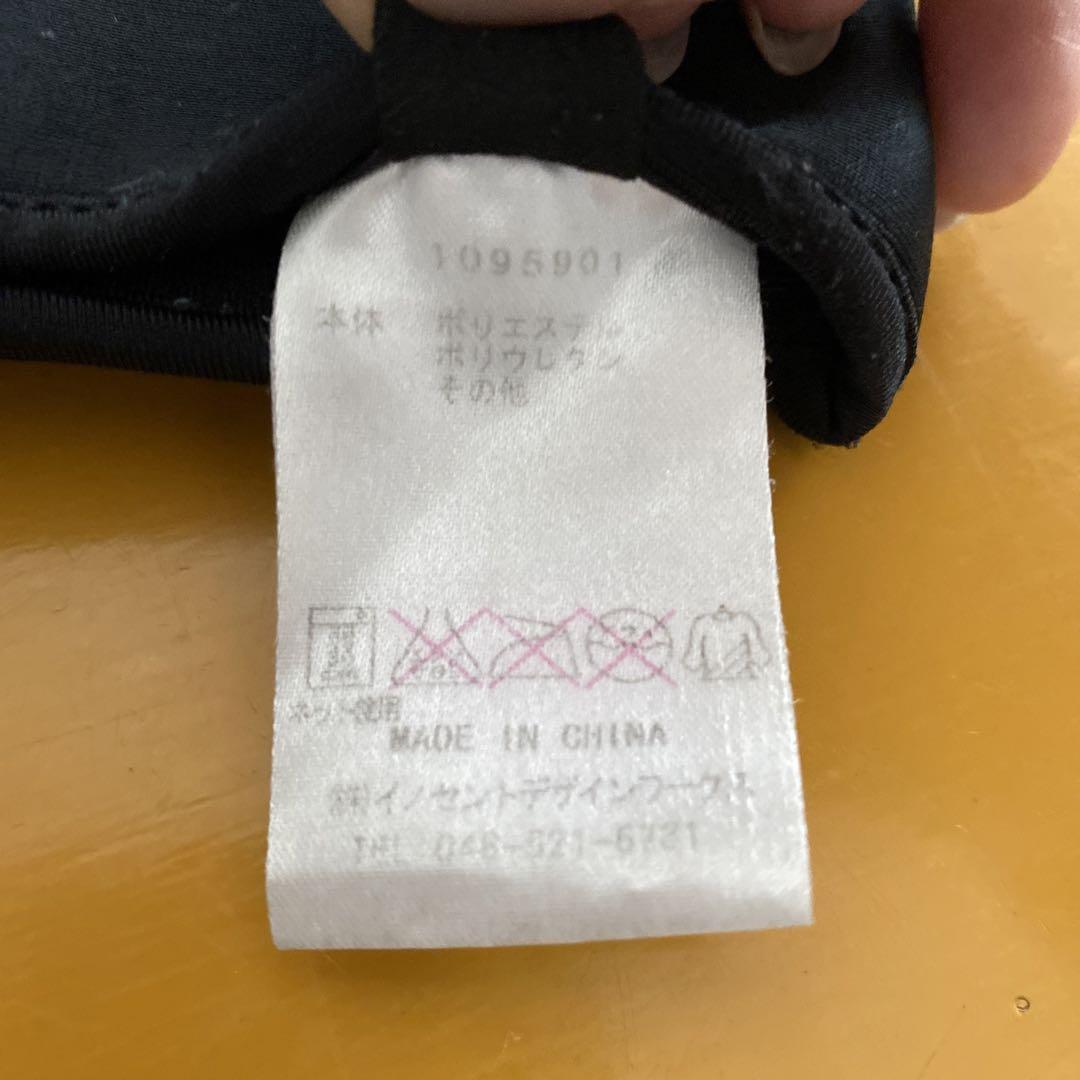 1095901
本体 ポリエステル
ポリウレタン
その他
ネット使用
MADE IN CHINA
㈱イノセントデザインワークス
TEL 046-521-6721